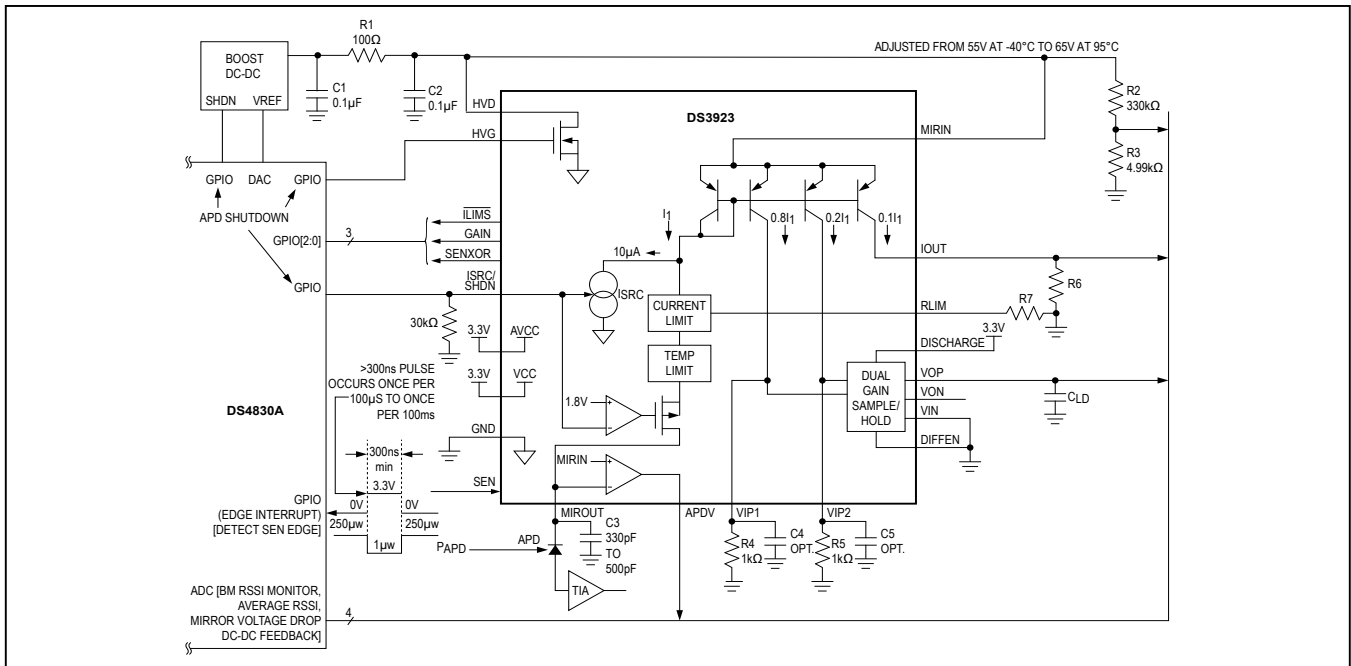 R1
100Ω
ADJUSTED FROM 55V AT -40°C TO 65V AT 95°C
BOOST
DC-DC
SHDN VREF
C1
0.1µF
C2
0.1µF
HVD
HVG
DS3923
MIRIN
R2
330kΩ
R3
4.99kΩ
GPIO DAC GPIO
APD SHUTDOWN
GPIO[2:0]
3
ILIMS
GAIN
SENXOR
ISRC/
SHDN
GPIO
30kΩ
I1
10µA
ISRC
0.8I1
0.2I1
0.1I1
IOUT
R6
RLIM
R7
CURRENT
LIMIT
TEMP
LIMIT
3.3V AVCC
3.3V VCC
DISCHARGE
3.3V
DUAL
GAIN
SAMPLE/
HOLD
VOP
VON
VIN
DIFFEN
CLD
>300ns PULSE
OCCURS ONCE PER
100µS TO ONCE
PER 100ms
DS4830A
1.8V
+
−
GND
MIRIN
+
−
300ns
min
3.3V
0V 0V
250µw 250µw
1µw
SEN
GPIO
(EDGE INTERRUPT)
[DETECT SEN EDGE]
MIROUT
APDV
VIP1
VIP2
C3
330pF
TO
500pF
PAPD
APD
TIA
R4
1kΩ
C4
OPT.
R5
1kΩ
C5
OPT.
ADC [BM RSSI MONITOR,
AVERAGE RSSI,
MIRROR VOLTAGE DROP
DC-DC FEEDBACK]
4